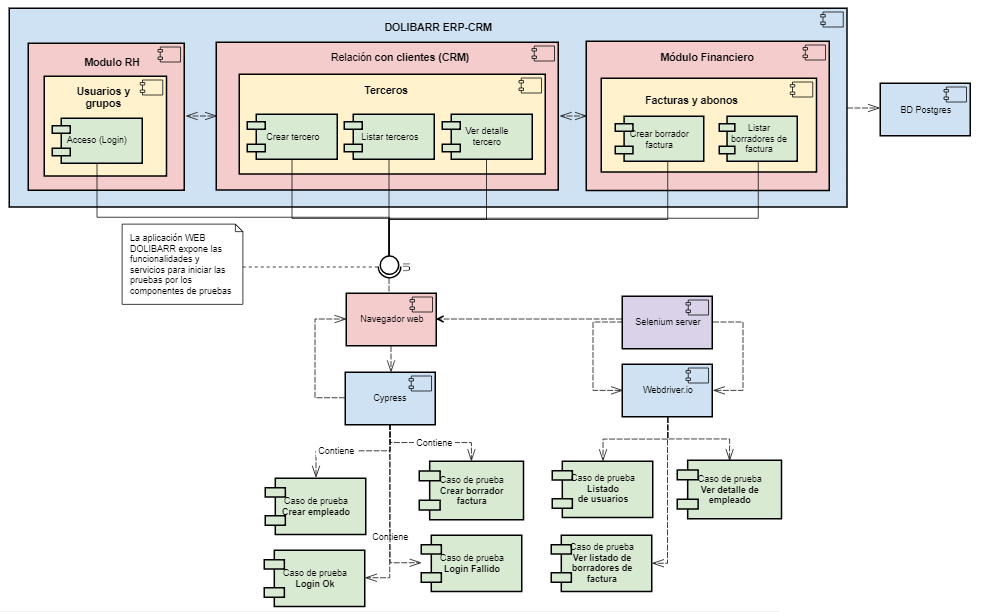 DOLIBARR ERP-CRM
Modulo RH
Usuarios y
grupos
Acceso (Login)
Relación con clientes (CRM)
Terceros
Crear tercero
Listar terceros
Ver detalle
tercero
Módulo Financiero
Facturas y abonos
Crear borrador
factura
Listar
borradores de
factura
BD Postgres
La aplicación WEB
DOLIBARR expone las
funcionalidades y
servicios para iniciar las
pruebas por los
componentes de pruebas
UI
Navegador web
Selenium server
Cypress
Webdriver.io
Contiene
Contiene
Contiene
Caso de prueba
Crear empleado
Caso de prueba
Crear borrador
factura
Caso de prueba
Listado
de usuarios
Caso de prueba
Ver detalle de
empleado
Caso de prueba
Login Ok
Caso de prueba
Login Fallido
Caso de prueba
Ver listado de
borradores de
factura